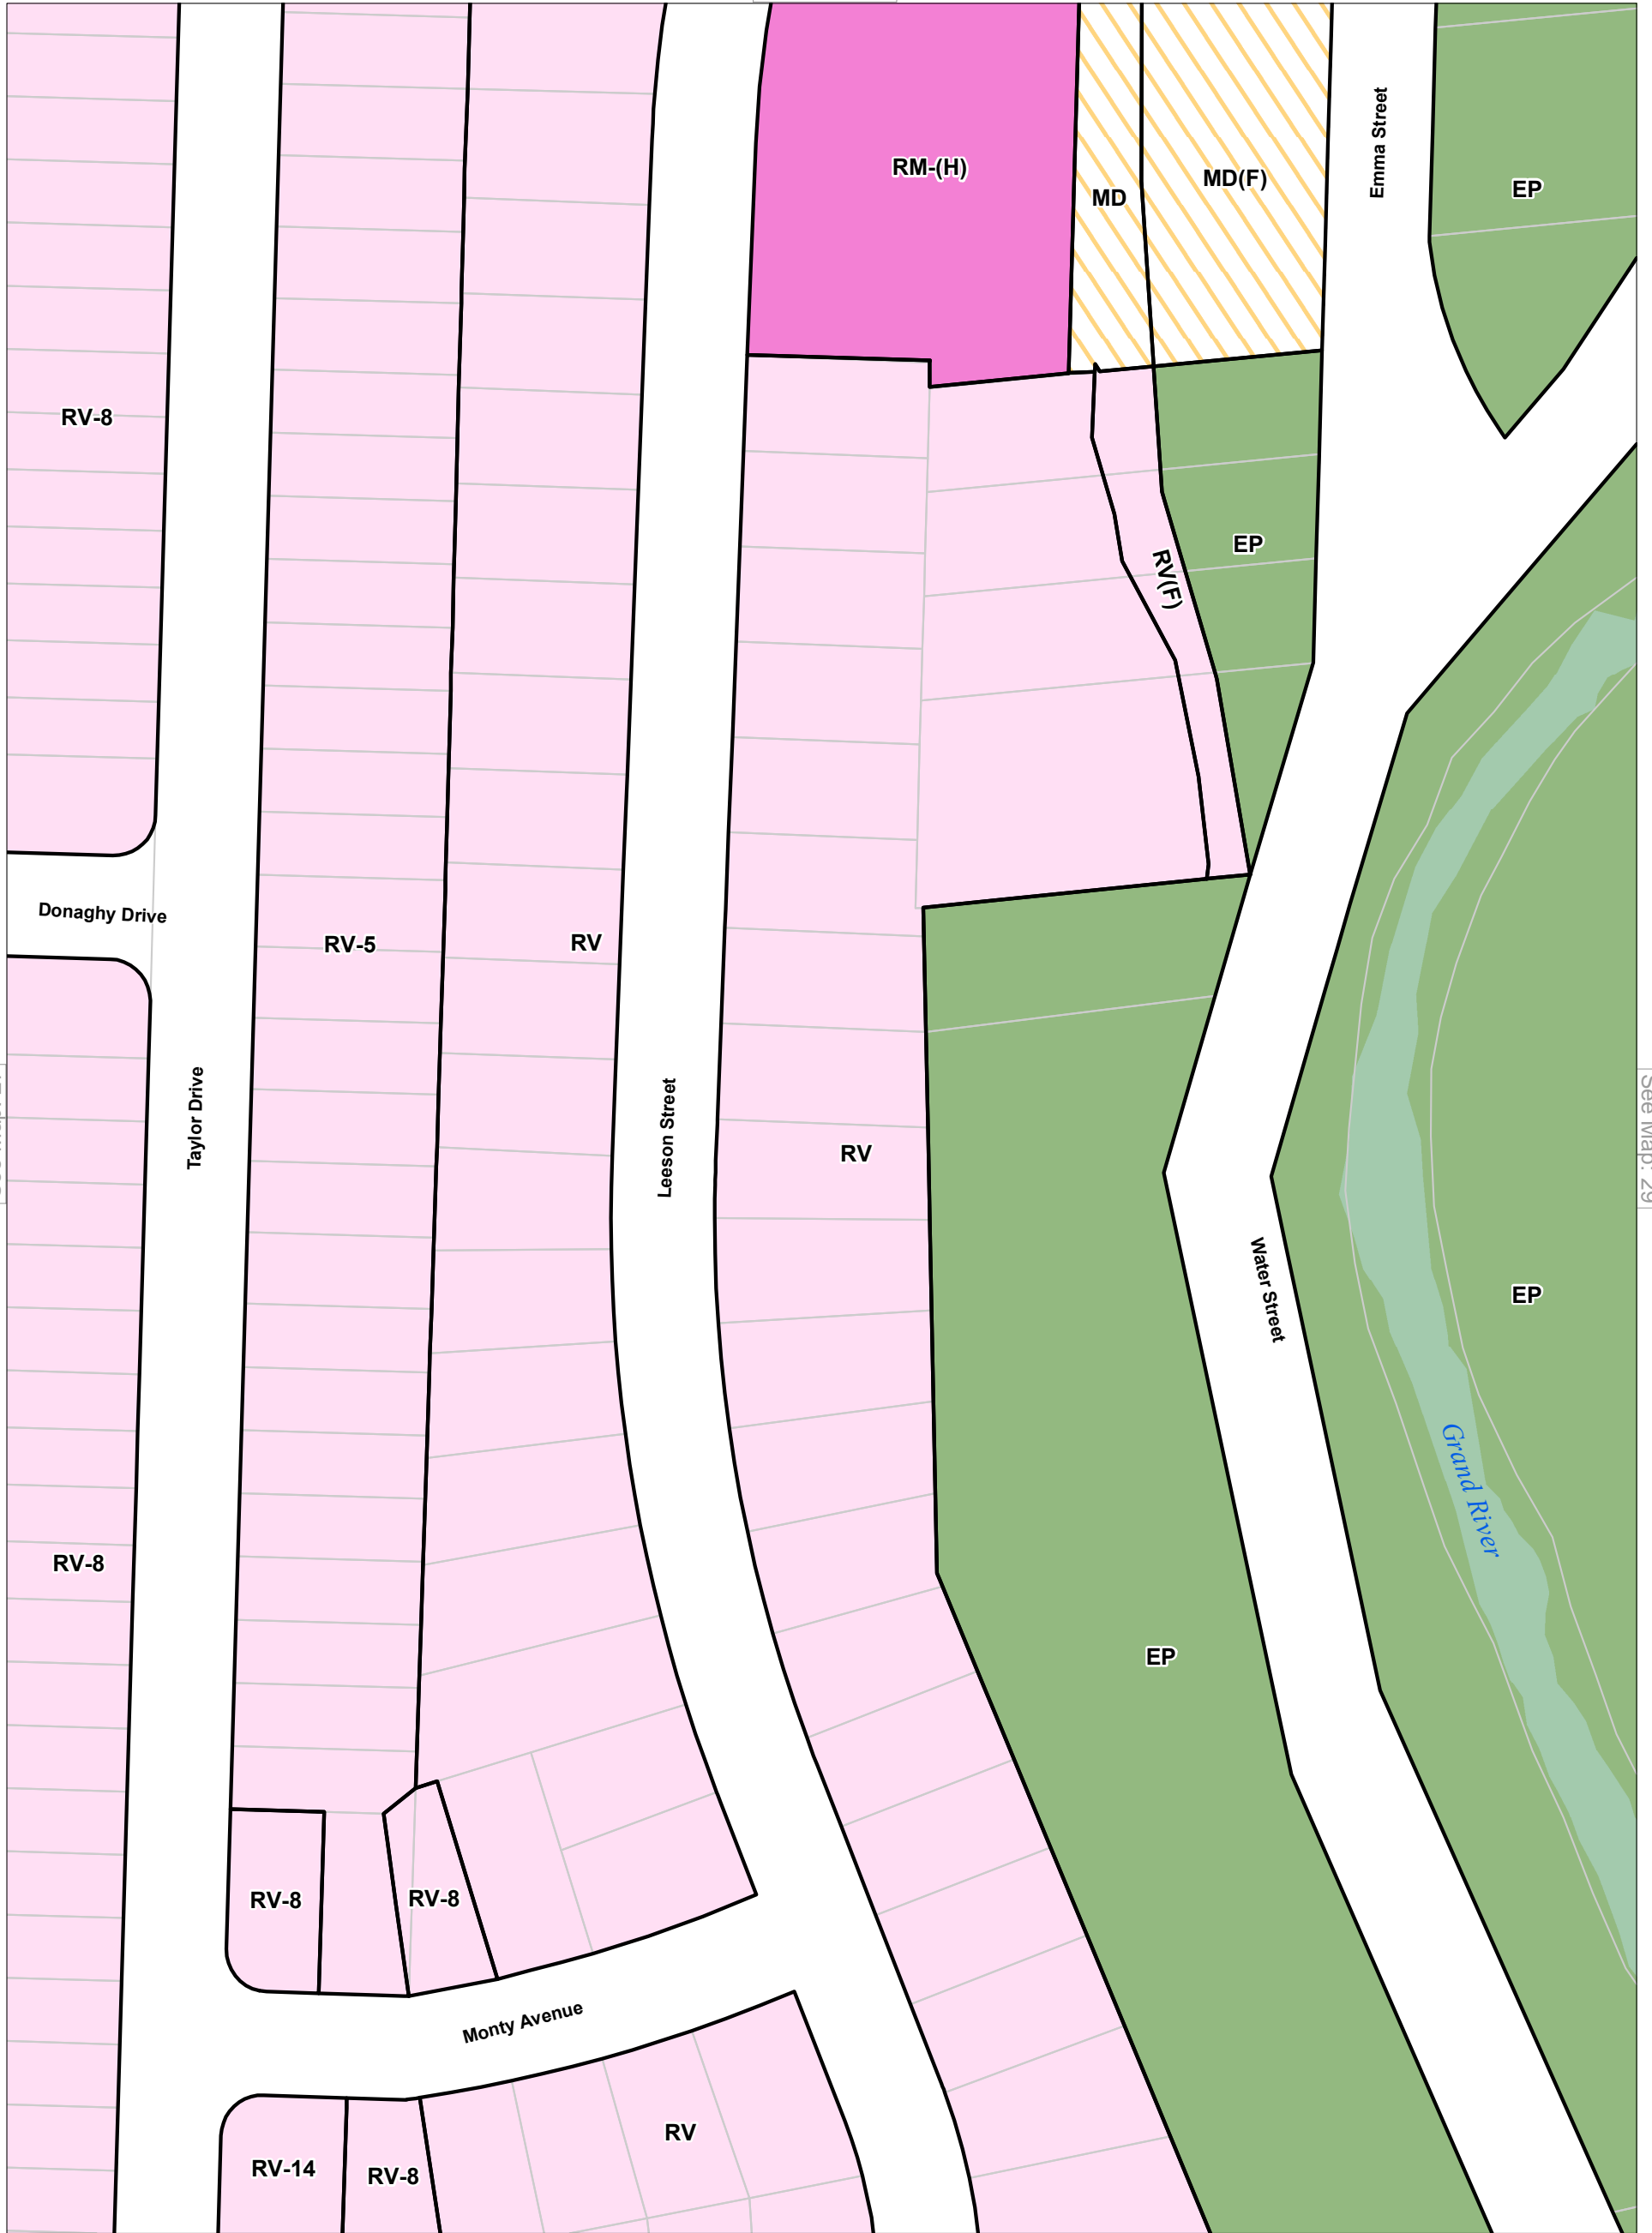 RM-(H)
MD
MD(F)
Emma Street
EP
RV-8
EP
RV(F)
Donaghy Drive
RV-5
RV
Taylor Drive
Leeson Street
RV
See Map: 29
Water Street
EP
Grand River
RV-8
EP
RV-8
RV-8
Monty Avenue
RV
RV-14
RV-8